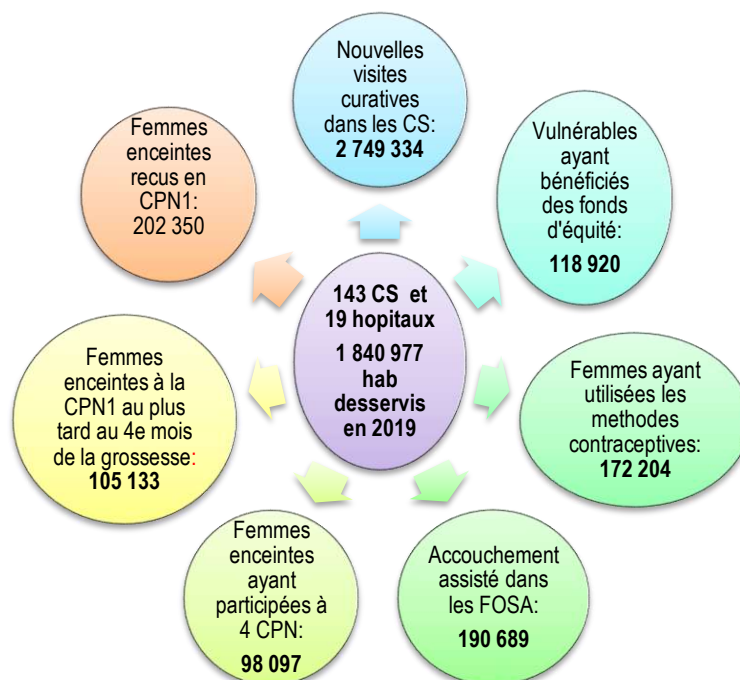 Nouvelles
visites
curatives
dans les CS:
2 749 334
Femmes
enceintes
recus en
CPN1:
202 350
Vulnérables
ayant
bénéficiés
des fonds
d'équité:
118 920
143 CS et
19 hopitaux
1 840 977
hab
desservis
en 2019
Femmes
enceintes à la
CPN1 au plus
tard au 4e mois
de la grossesse:
105 133
Femmes ayant
utilisées les
methodes
contraceptives:
172 204
Femmes
enceintes
ayant
participées à
4 CPN:
98 097
Accouchement
assisté dans
les FOSA:
190 689